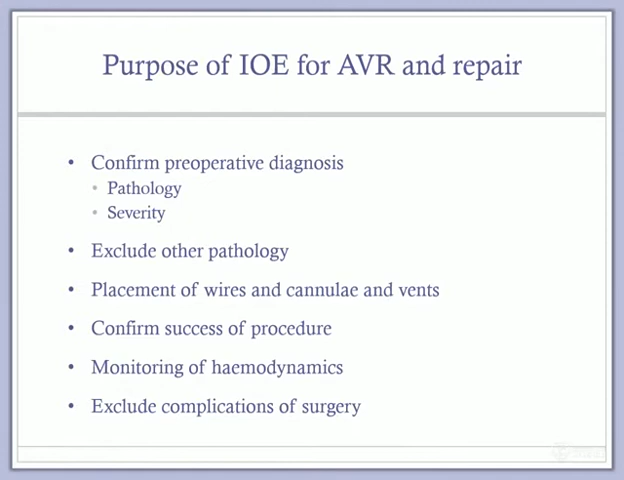 Purpose of IOE for AVR and repair
• Confirm preoperative diagnosis
• Pathology
• Severity
• Exclude other pathology
• Placement of wires and cannulae and vents
• Confirm success of procedure
• Monitoring of haemodynamics
• Exclude complications of surgery